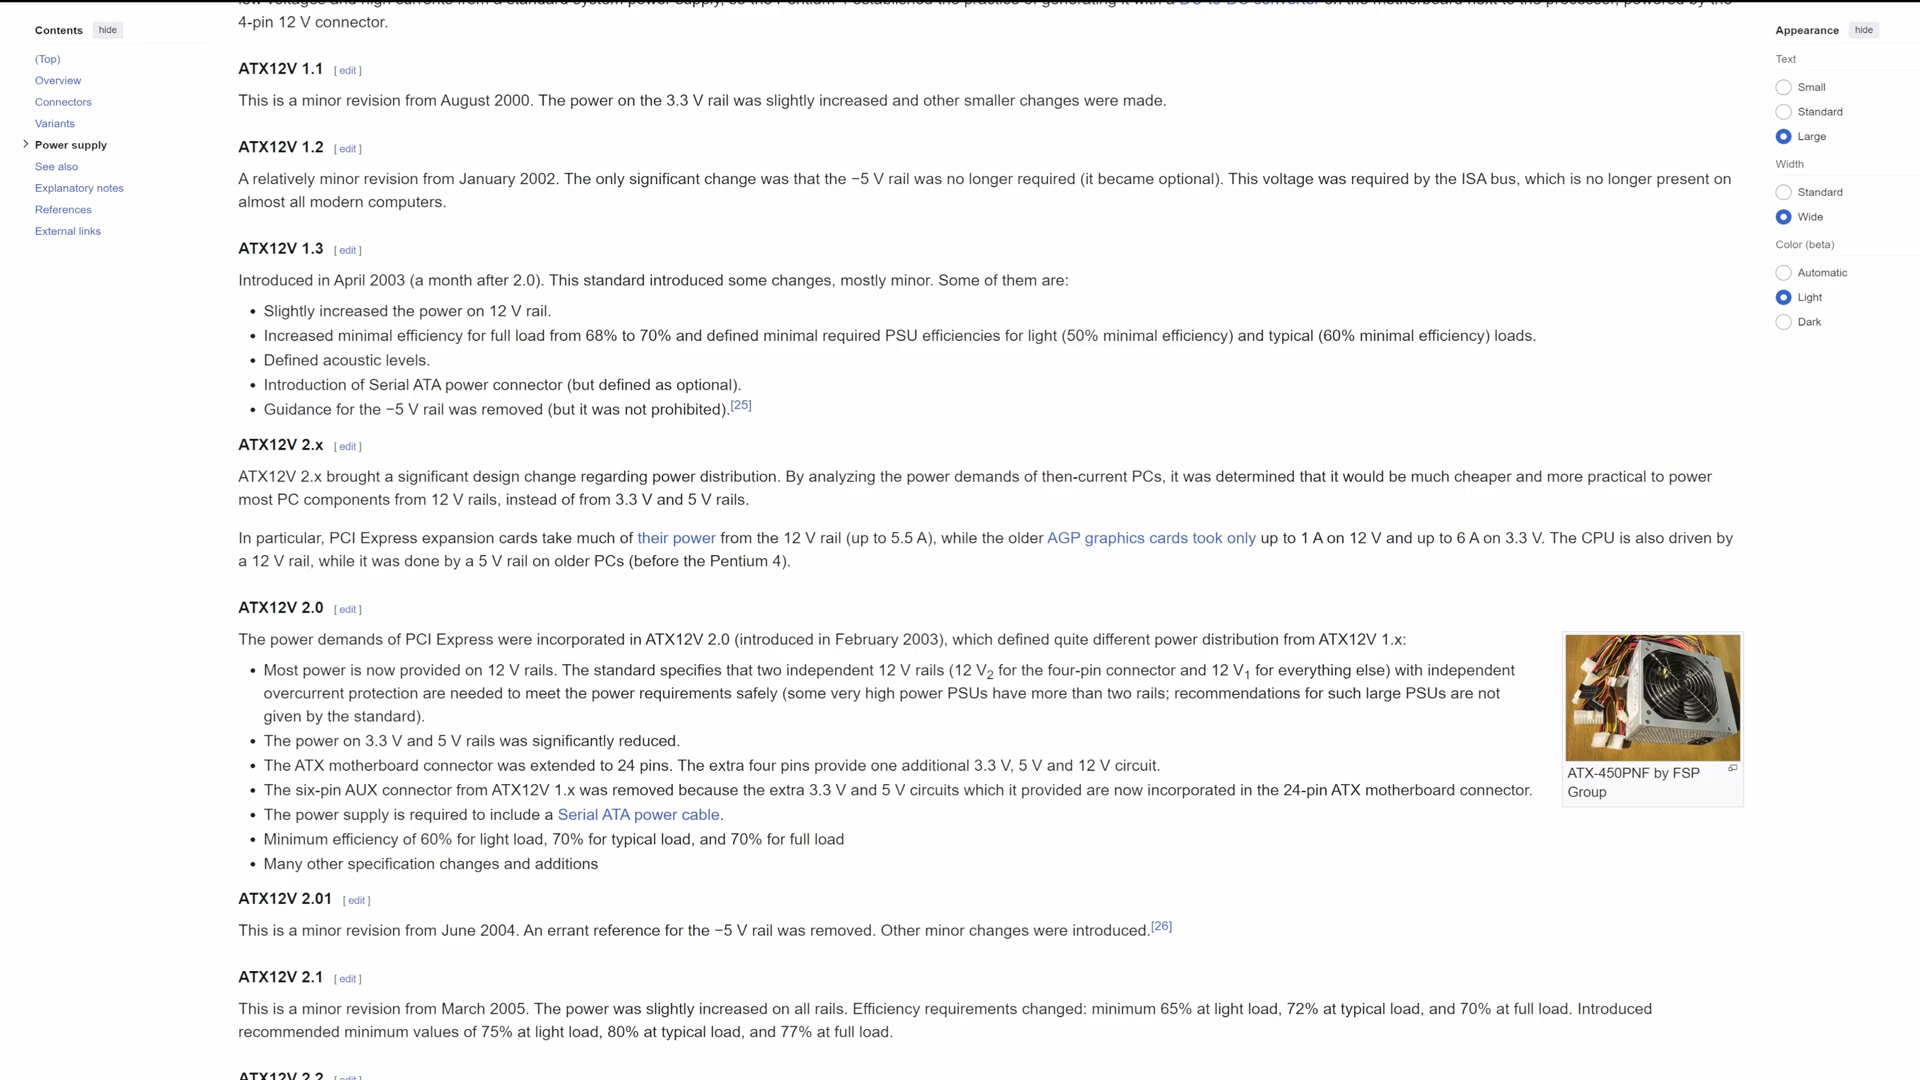 Contents hide
(Top)
Overview
Connectors
Variants
Power supply
See also
Explanatory notes
References
External links
4-pin 12 V connector.
ATX12V 1.1 [ edit ]
This is a minor revision from August 2000. The power on the 3.3 V rail was slightly increased and other smaller changes were made.
ATX12V 1.2 [ edit ]
A relatively minor revision from January 2002. The only significant change was that the −5 V rail was no longer required (it became optional). This voltage was required by the ISA bus, which is no longer present on
almost all modern computers.
ATX12V 1.3 [ edit ]
Introduced in April 2003 (a month after 2.0). This standard introduced some changes, mostly minor. Some of them are:
• Slightly increased the power on 12 V rail.
• Increased minimal efficiency for full load from 68% to 70% and defined minimal required PSU efficiencies for light (50% minimal efficiency) and typical (60% minimal efficiency) loads.
• Defined acoustic levels.
• Introduction of Serial ATA power connector (but defined as optional).
• Guidance for the −5 V rail was removed (but it was not prohibited).[25]
ATX12V 2.x [ edit ]
ATX12V 2.x brought a significant design change regarding power distribution. By analyzing the power demands of then-current PCs, it was determined that it would be much cheaper and more practical to power
most PC components from 12 V rails, instead of from 3.3 V and 5 V rails.
In particular, PCI Express expansion cards take much of their power from the 12 V rail (up to 5.5 A), while the older AGP graphics cards took only up to 1 A on 12 V and up to 6 A on 3.3 V. The CPU is also driven by
a 12 V rail, while it was done by a 5 V rail on older PCs (before the Pentium 4).
ATX12V 2.0 [ edit ]
The power demands of PCI Express were incorporated in ATX12V 2.0 (introduced in February 2003), which defined quite different power distribution from ATX12V 1.x:
• Most power is now provided on 12 V rails. The standard specifies that two independent 12 V rails (12 V2 for the four-pin connector and 12 V1 for everything else) with independent
overcurrent protection are needed to meet the power requirements safely (some very high power PSUs have more than two rails; recommendations for such large PSUs are not
given by the standard).
• The power on 3.3 V and 5 V rails was significantly reduced.
• The ATX motherboard connector was extended to 24 pins. The extra four pins provide one additional 3.3 V, 5 V and 12 V circuit.
• The six-pin AUX connector from ATX12V 1.x was removed because the extra 3.3 V and 5 V circuits which it provided are now incorporated in the 24-pin ATX motherboard connector.
• The power supply is required to include a Serial ATA power cable.
• Minimum efficiency of 60% for light load, 70% for typical load, and 70% for full load
• Many other specification changes and additions
ATX-450PNF by FSP
Group
ATX12V 2.01 [ edit ]
This is a minor revision from June 2004. An errant reference for the −5 V rail was removed. Other minor changes were introduced.[26]
ATX12V 2.1 [ edit ]
This is a minor revision from March 2005. The power was slightly increased on all rails. Efficiency requirements changed: minimum 65% at light load, 72% at typical load, and 70% at full load. Introduced
recommended minimum values of 75% at light load, 80% at typical load, and 77% at full load.
ATX12V 2.2 [ edit ]
Appearance hide
Text
Small
Standard
Large
Width
Standard
Wide
Color (beta)
Automatic
Light
Dark